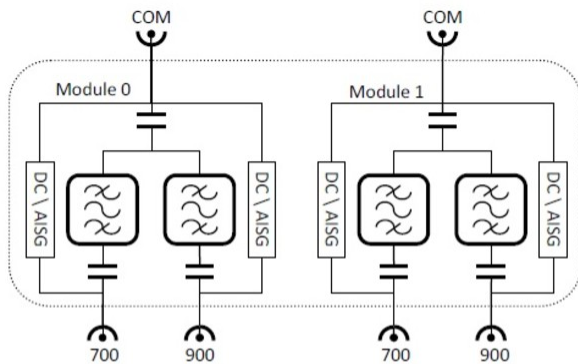 COM COM
Module 0 Module 1
DC \ AISG DC \ AISG DC \ AISG DC \ AISG
700 900 700 900